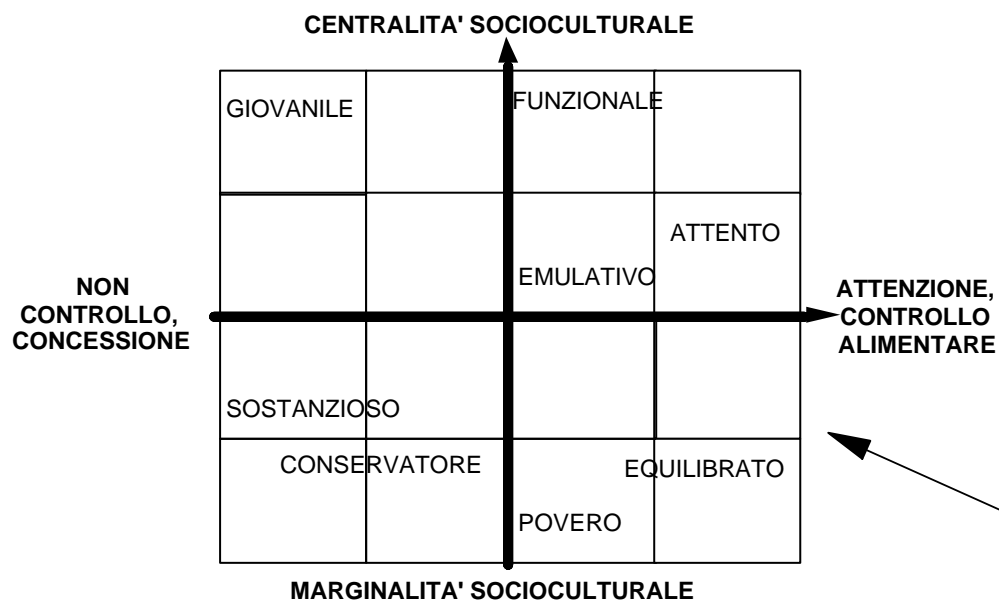 CENTRALITA' SOCIOCULTURALE
GIOVANILE
FUNZIONALE
ATTENTO
EMULATIVO
NON
CONTROLLO,
CONCESSIONE
ATTENZIONE,
CONTROLLO
ALIMENTARE
SOSTANZIOSO
CONSERVATORE
EQUILIBRATO
POVERO
MARGINALITA' SOCIOCULTURALE